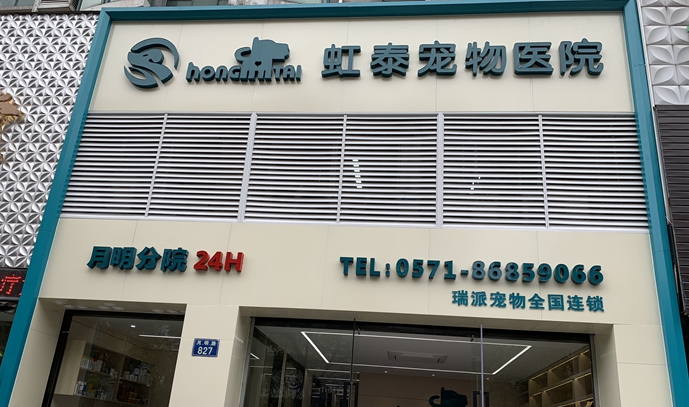 hongTAI 虹泰宠物医院
月明分院 24H
TEL: 0571-86859066
瑞派宠物全国连锁
月明路
827
疗